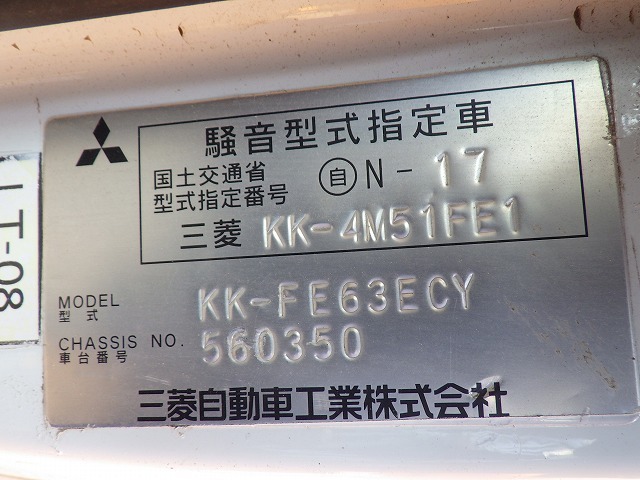 騒音型式指定車
国土交通省
型式指定番号
自 N - 17
三菱 KK-4M51FE1
MODEL
型式
KK-FE63ECY
CHASSIS NO.
車台番号
560350
三菱自動車工業株式会社
LT-08